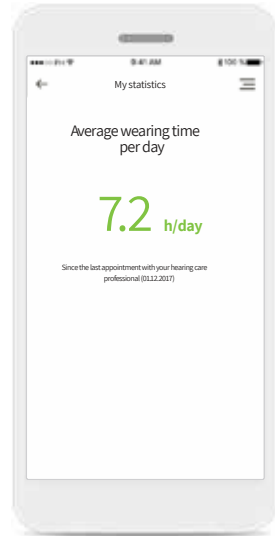 9:41 AM
100 %
My statistics
Average wearing time
per day
7.2 h/day
Since the last appointment with your hearing care
professional (01.12.2017)